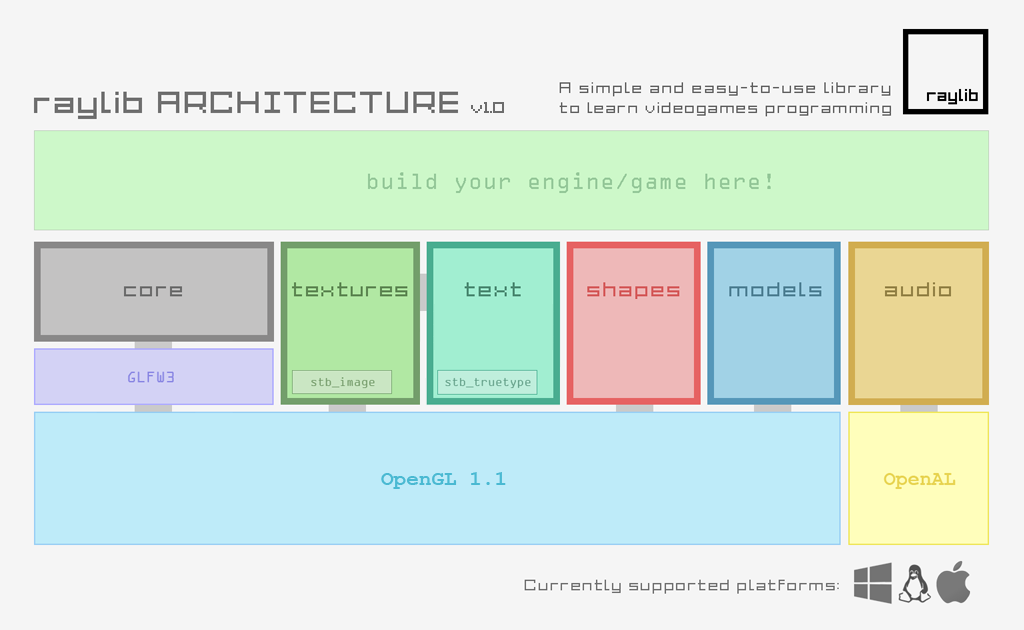 raylib ARCHITECTURE v1.0
A simple and easy-to-use library
to learn videogames programming
raylib
build your engine/game here!
core
textures
text
shapes
models
audio
GLFW3
stb_image
stb_truetype
OpenGL 1.1
OpenAL
Currently supported platforms: